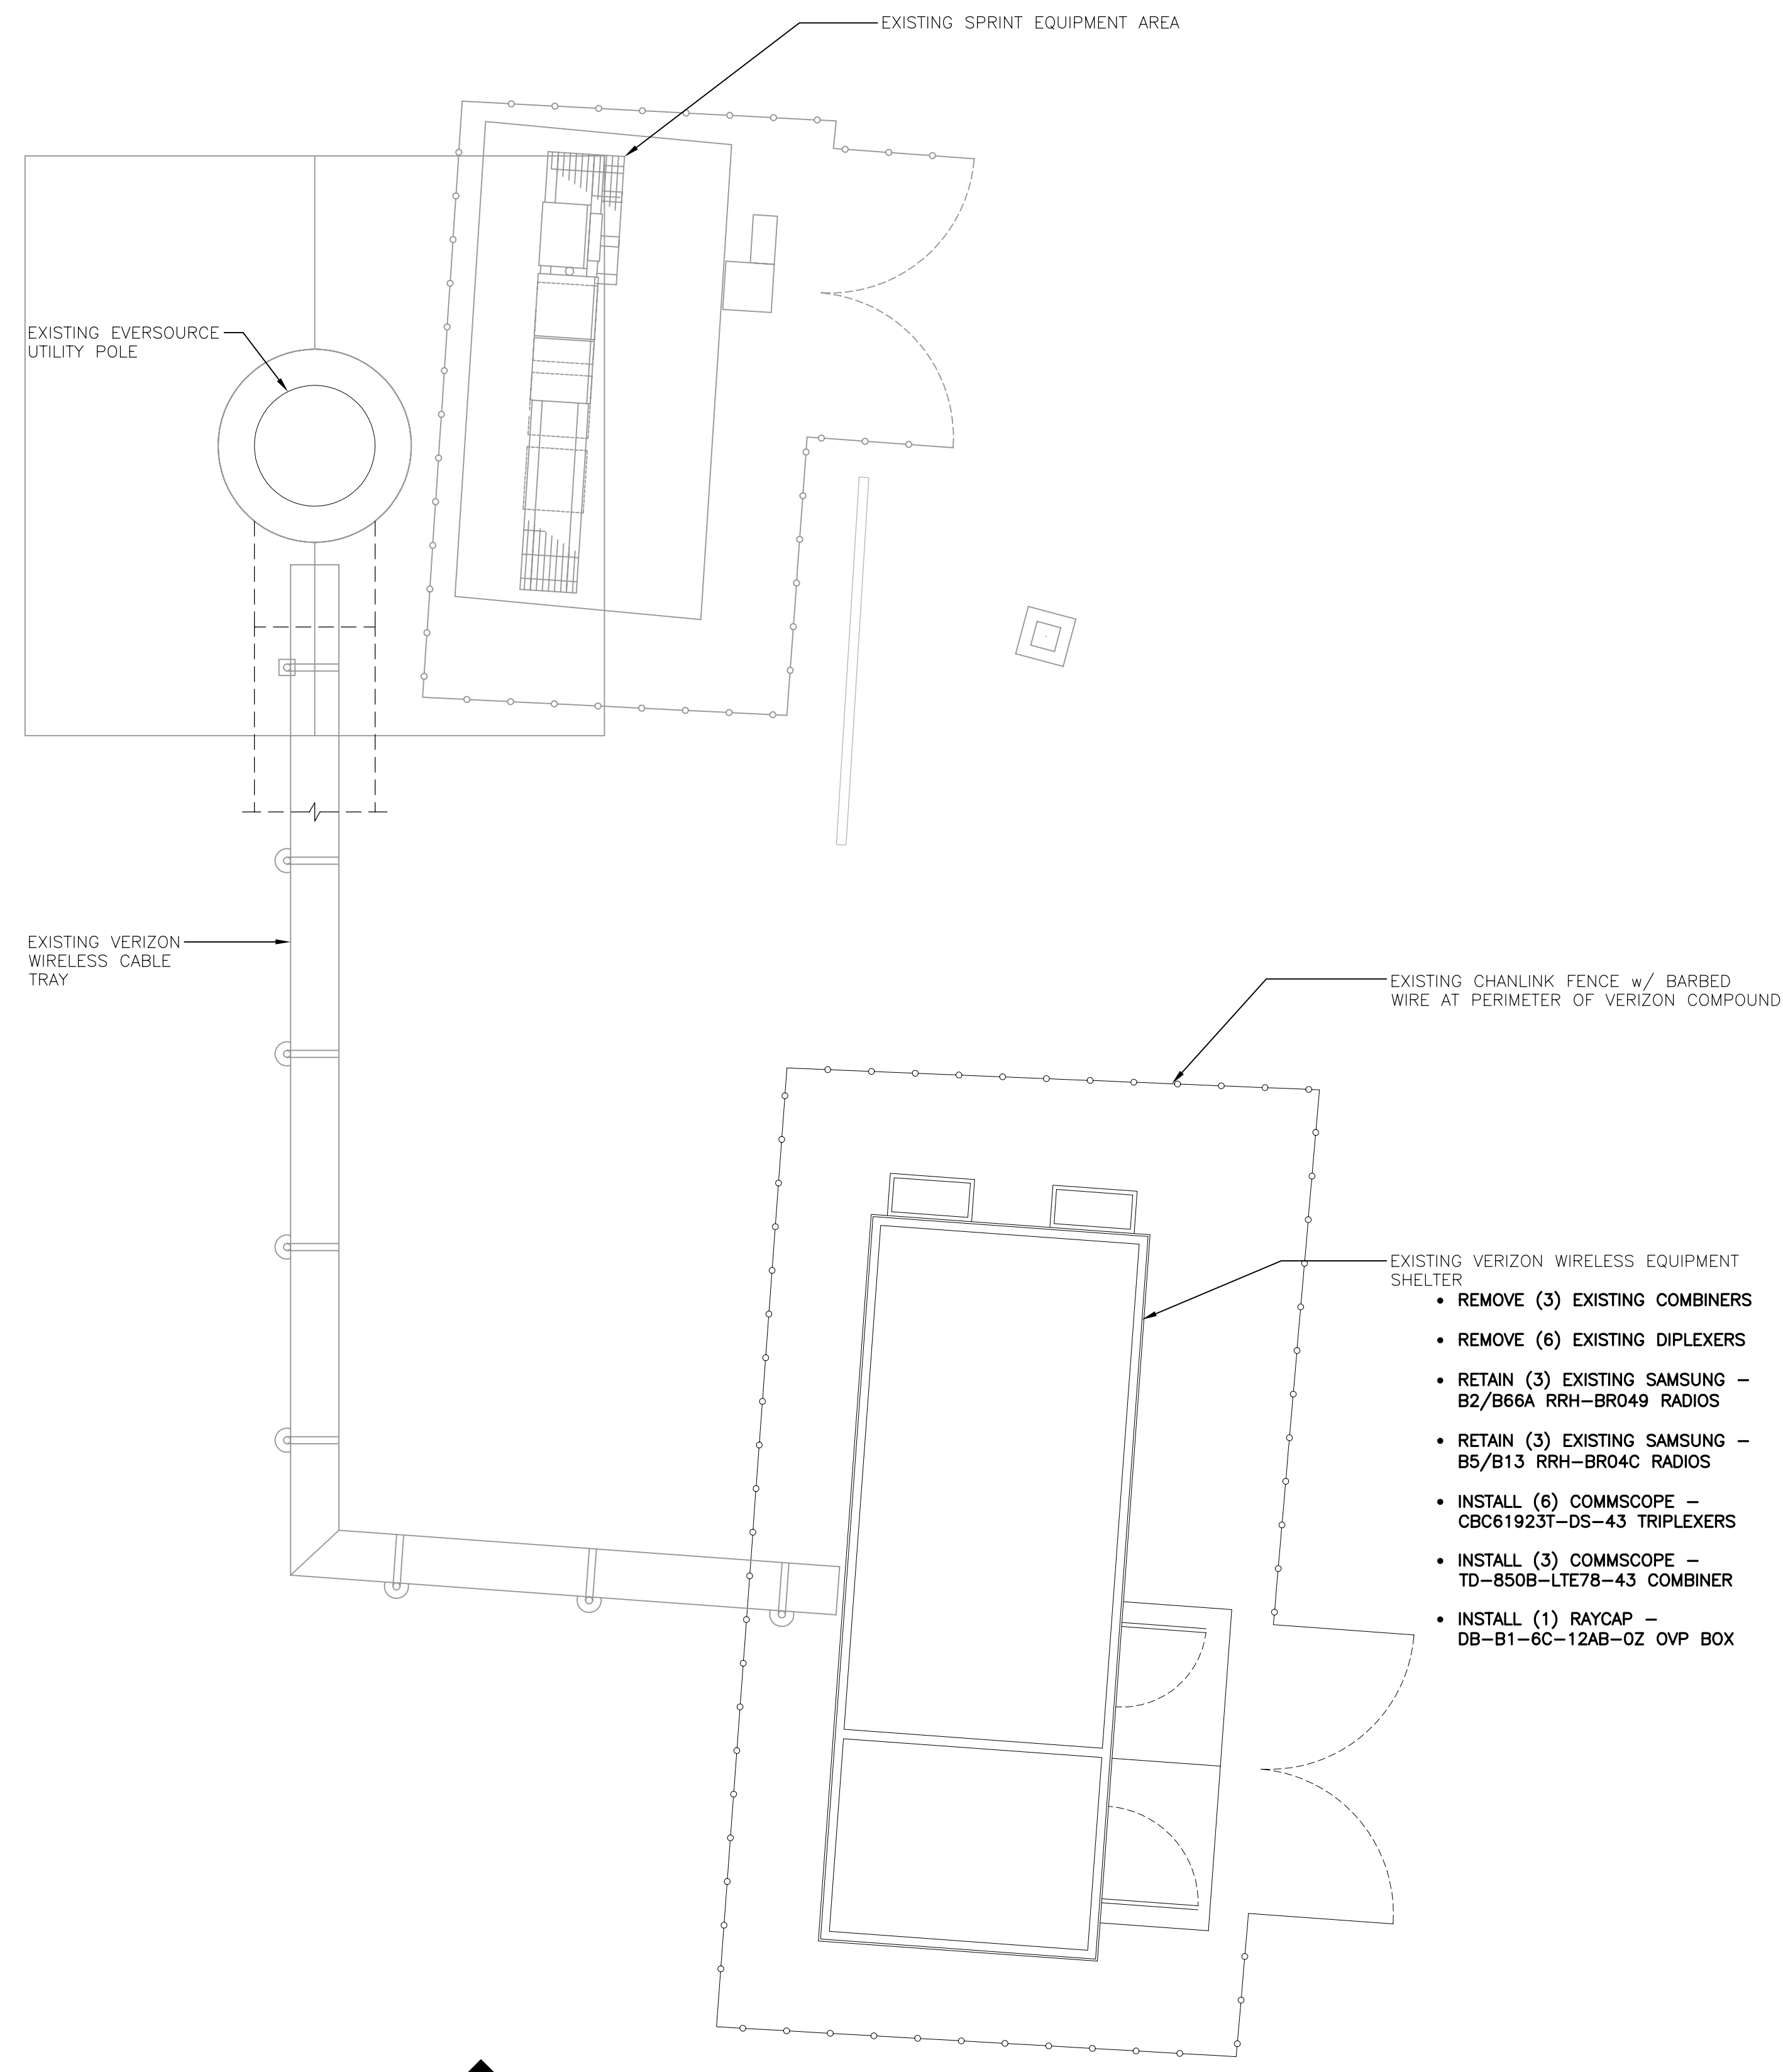 EXISTING SPRINT EQUIPMENT AREA
EXISTING EVERSOURCE
UTILITY POLE
EXISTING VERIZON
WIRELESS CABLE
TRAY
EXISTING CHANLINK FENCE w/ BARBED
WIRE AT PERIMETER OF VERIZON COMPOUND
EXISTING VERIZON WIRELESS EQUIPMENT
SHELTER
• REMOVE (3) EXISTING COMBINERS
• REMOVE (6) EXISTING DIPLEXERS
• RETAIN (3) EXISTING SAMSUNG –
B2/B66A RRH–BR049 RADIOS
• RETAIN (3) EXISTING SAMSUNG –
B5/B13 RRH–BR04C RADIOS
• INSTALL (6) COMMSCOPE –
CBC61923T–DS–43 TRIPLEXERS
• INSTALL (3) COMMSCOPE –
TD–850B–LTE78–43 COMBINER
• INSTALL (1) RAYCAP –
DB–B1–6C–12AB–0Z OVP BOX